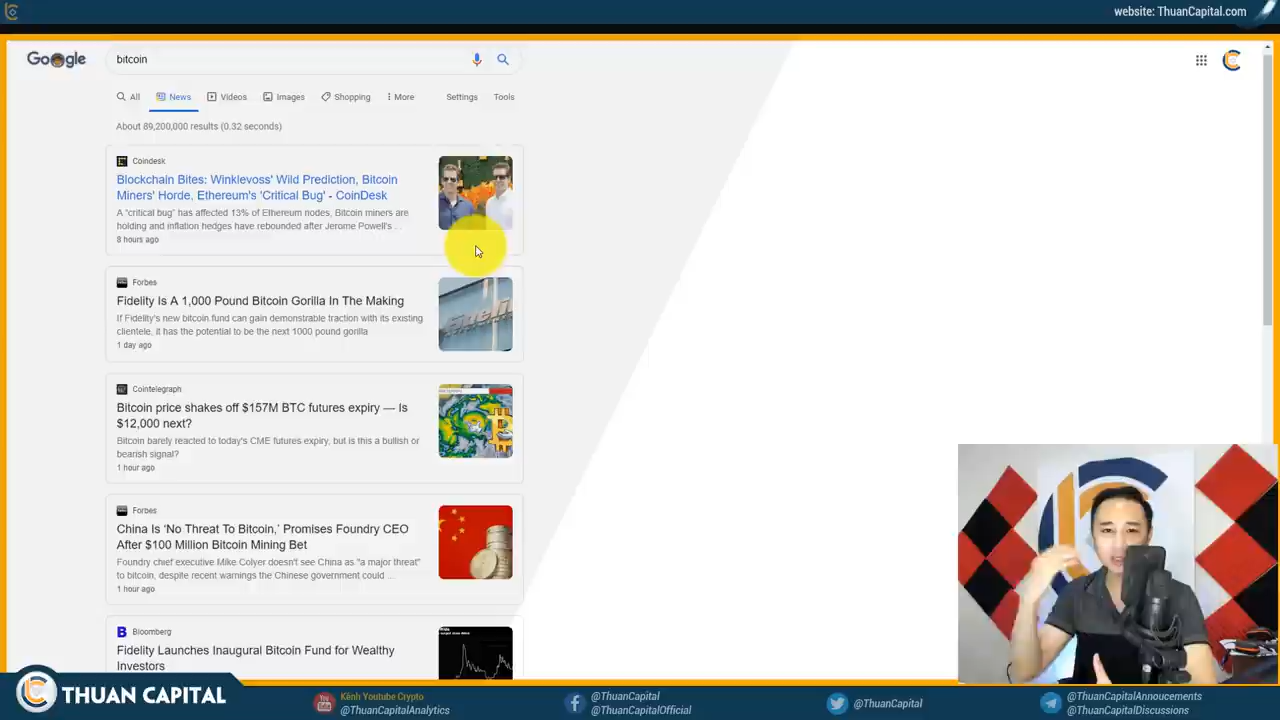 website: ThuanCapital.com
Google
bitcoin
All News Videos Images Shopping More Settings Tools
About 89,200,000 results (0.32 seconds)
Coindesk
Blockchain Bites: Winklevoss' Wild Prediction, Bitcoin
Miners' Horde, Ethereum's 'Critical Bug' - CoinDesk
A "critical bug" has affected 13% of Ethereum nodes, Bitcoin miners are
holding and inflation hedges have rebounded after Jerome Powell's ...
8 hours ago
Forbes
Fidelity Is A 1,000 Pound Bitcoin Gorilla In The Making
If Fidelity's new bitcoin fund can gain demonstrable traction with its existing
clientele, it has the potential to be the next 1000 pound gorilla
1 day ago
Cointelegraph
Bitcoin price shakes off $157M BTC futures expiry — Is
$12,000 next?
Bitcoin barely reacted to today's CME futures expiry, but is this a bullish or
bearish signal?
1 hour ago
Forbes
China Is ‘No Threat To Bitcoin,’ Promises Foundry CEO
After $100 Million Bitcoin Mining Bet
Foundry chief executive Mike Colyer doesn't see China as "a major threat"
to bitcoin, despite recent warnings the Chinese government could ...
1 hour ago
Bloomberg
Fidelity Launches Inaugural Bitcoin Fund for Wealthy
Investors
THUAN CAPITAL
Kênh Youtube Crypto
@ThuanCapitalAnalytics
@ThuanCapital
@ThuanCapitalOfficial
@ThuanCapital
@ThuanCapitalAnnoucements
@ThuanCapitalDiscussions